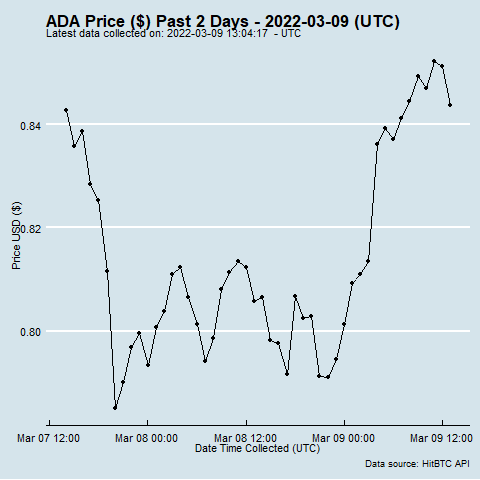 ADA Price ($) Past 2 Days - 2022-03-09 (UTC)
Latest data collected on: 2022-03-09 13:04:17 - UTC
0.84
0.82
0.80
Price USD ($)
Mar 07 12:00 Mar 08 00:00 Mar 08 12:00 Mar 09 00:00 Mar 09 12:00
Date Time Collected (UTC)
Data source: HitBTC API